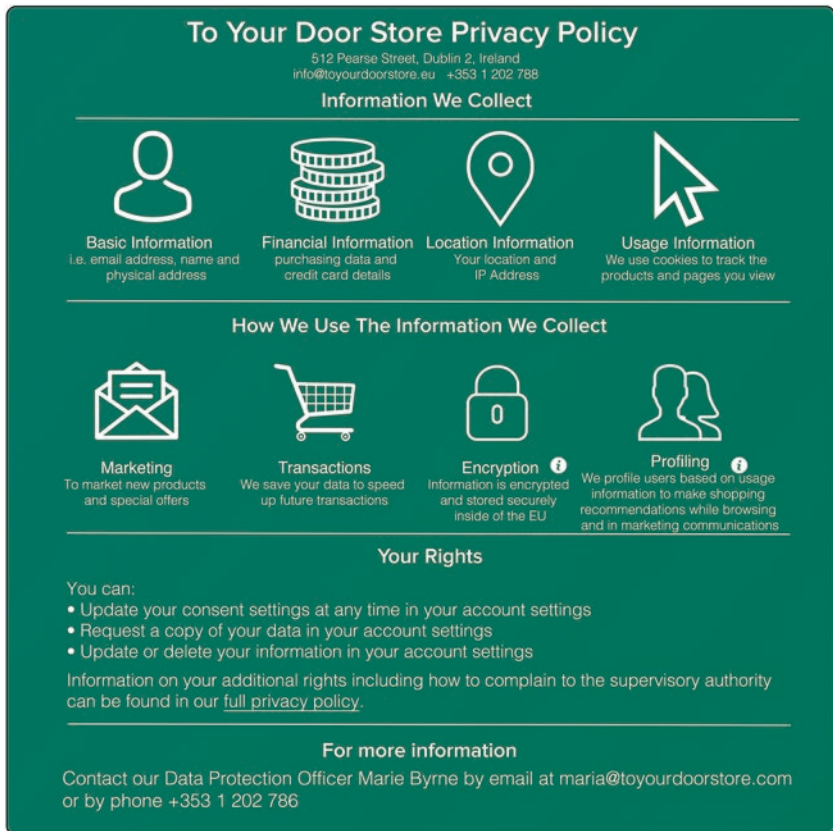 To Your Door Store Privacy Policy
512 Pearse Street, Dublin 2, Ireland
info@toyourdoorstore.eu +353 1 202 788
Information We Collect
Basic Information
i.e. email address, name and
physical address
Financial Information
purchasing data and
credit card details
Location Information
Your location and
IP Address
Usage Information
We use cookies to track the
products and pages you view
How We Use The Information We Collect
Marketing
To market new products
and special offers
Transactions
We save your data to speed
up future transactions
Encryption i
Information is encrypted
and stored securely
inside of the EU
Profiling i
We profile users based on usage
information to make shopping
recommendations while browsing
and in marketing communications
Your Rights
You can:
• Update your consent settings at any time in your account settings
• Request a copy of your data in your account settings
• Update or delete your information in your account settings
Information on your additional rights including how to complain to the supervisory authority
can be found in our full privacy policy.
For more information
Contact our Data Protection Officer Marie Byrne by email at maria@toyourdoorstore.com
or by phone +353 1 202 786